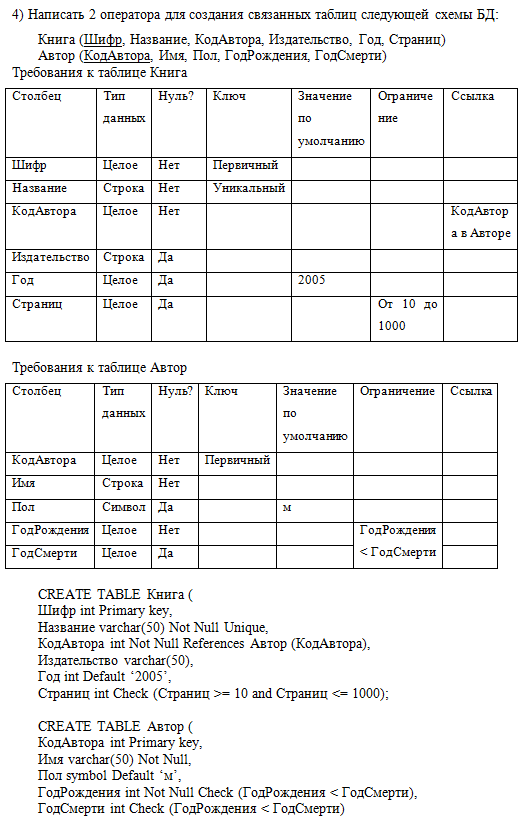 4) Написать 2 оператора для создания связанных таблиц следующей схемы БД:
Книга (Шифр, Название, КодАвтора, Издательство, Год, Страниц)
Автор (КодАвтора, Имя, Пол, ГодРождения, ГодСмерти)
Требования к таблице Книга
Столбец Тип данных Нуль? Ключ Значение по умолчанию Ограниче ние Ссылка
Шифр Целое Нет Первичный
Название Строка Нет Уникальный
КодАвтора Целое Нет КодАвтор а в Авторе
Издательство Строка Да
Год Целое Да 2005
Страниц Целое Да От 10 до 1000
Требования к таблице Автор
Столбец Тип данных Нуль? Ключ Значение по умолчанию Ограничение Ссылка
КодАвтора Целое Нет Первичный
Имя Строка Нет
Пол Символ Да м
ГодРождения Целое Нет ГодРождения
ГодСмерти Целое Да < ГодСмерти
CREATE TABLE Книга (
Шифр int Primary key,
Название varchar(50) Not Null Unique,
КодАвтора int Not Null References Автор (КодАвтора),
Издательство varchar(50),
Год int Default ‘2005’,
Страниц int Check (Страниц >= 10 and Страниц <= 1000);
CREATE TABLE Автор (
КодАвтора int Primary key,
Имя varchar(50) Not Null,
Пол symbol Default ‘м’,
ГодРождения int Not Null Check (ГодРождения < ГодСмерти),
ГодСмерти int Check (ГодРождения < ГодСмерти)